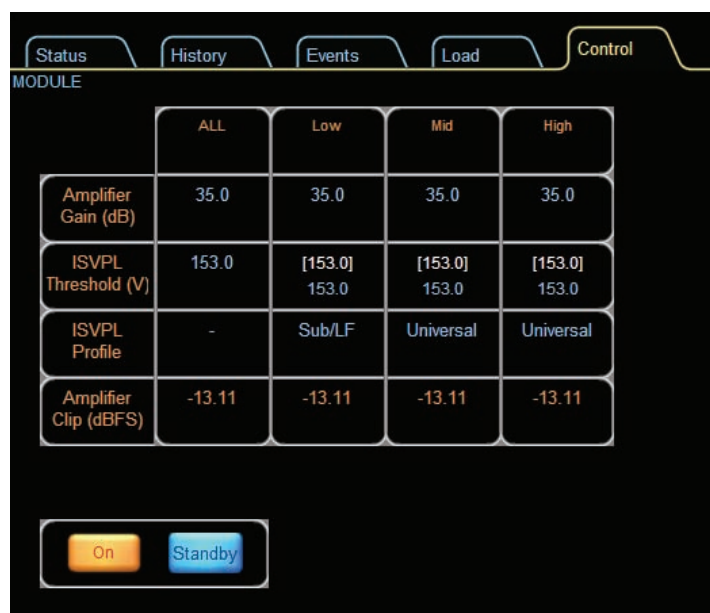 Status History Events Load Control
MODULE
ALL Low Mid High
Amplifier
Gain (dB)
35.0 35.0 35.0 35.0
ISVPL
Threshold (V)
153.0 [153.0] [153.0] [153.0]
153.0 153.0 153.0
ISVPL
Profile
- Sub/LF Universal Universal
Amplifier
Clip (dBFS)
-13.11 -13.11 -13.11 -13.11
On Standby